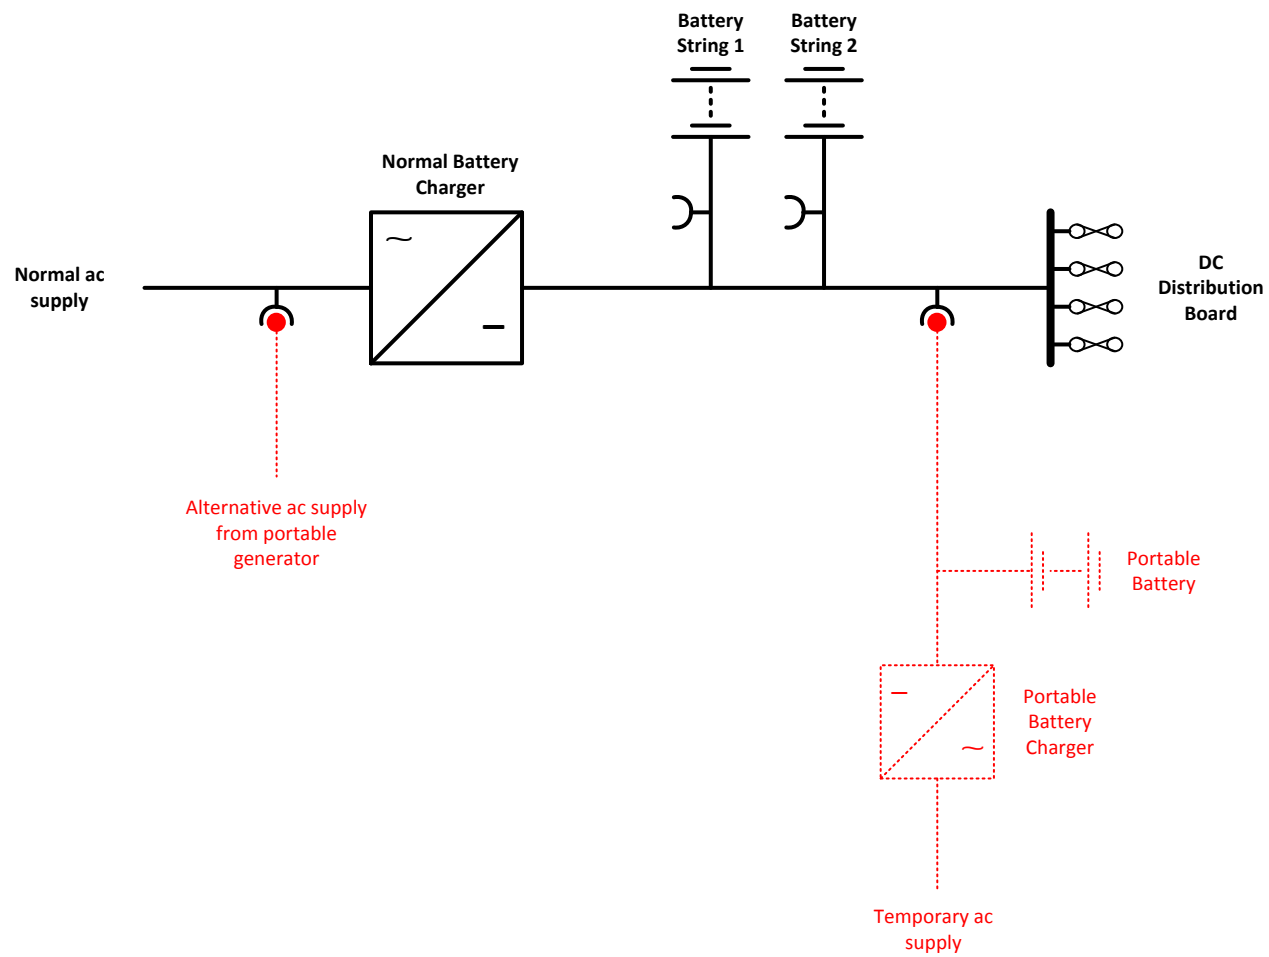 Battery
String 1
Battery
String 2
Normal Battery
Charger
Normal ac
supply
DC
Distribution
Board
Alternative ac supply
from portable
generator
Portable
Battery
Portable
Battery
Charger
Temporary ac
supply